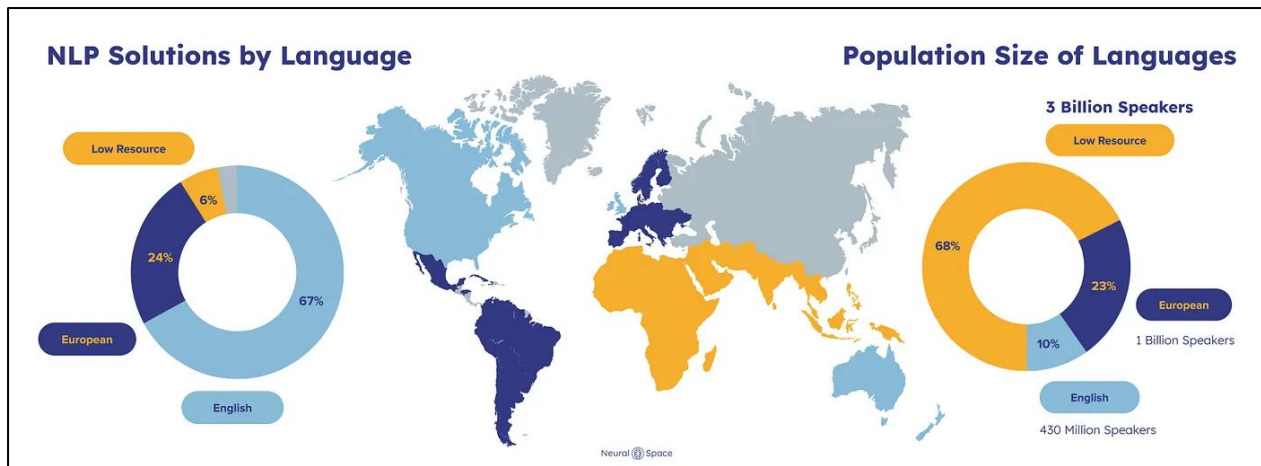 NLP Solutions by Language
Low Resource
6%
24%
67%
European
English
Population Size of Languages
3 Billion Speakers
Low Resource
68%
23%
European
1 Billion Speakers
10%
English
430 Million Speakers
Neural Space